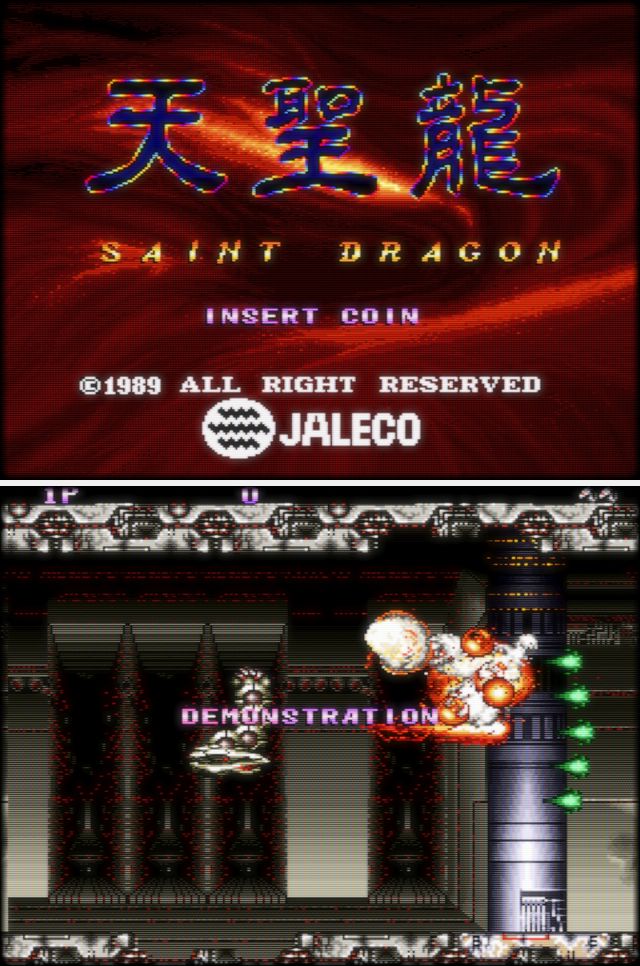 天聖龍
SAINT DRAGON
INSERT COIN
©1989 ALL RIGHT RESERVED
JALECO
1P 0
DEMONSTRATION